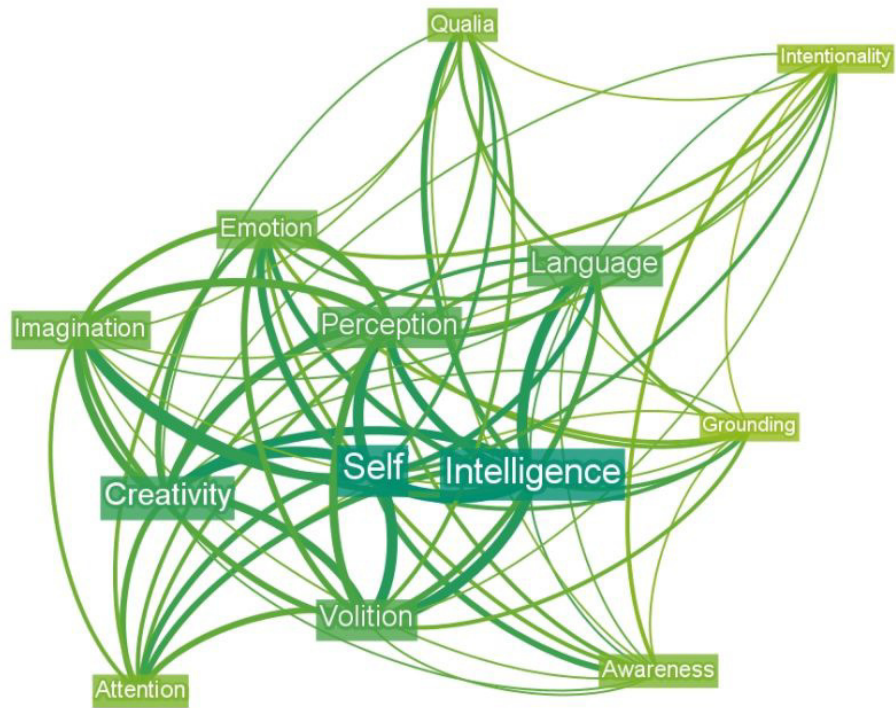 Qualia
Intentionality
Emotion
Language
Imagination
Perception
Grounding
Self
Intelligence
Creativity
Volition
Awareness
Attention